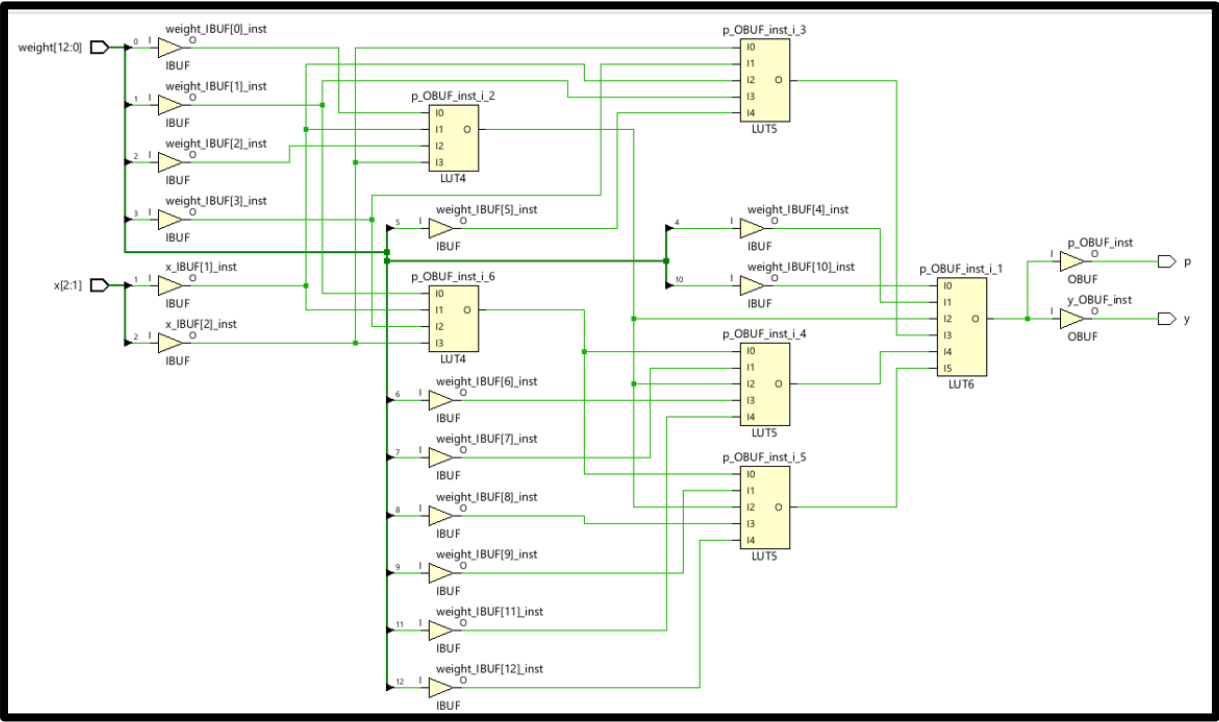 weight[12:0]
0
I
weight_IBUF[0]_inst
O
IBUF
1
I
weight_IBUF[1]_inst
O
IBUF
2
I
weight_IBUF[2]_inst
O
IBUF
3
I
weight_IBUF[3]_inst
O
IBUF
x[2:1]
1
I
x_IBUF[1]_inst
O
IBUF
2
I
x_IBUF[2]_inst
O
IBUF
p_OBUF_inst_i_2
I0
I1
I2
I3
O
LUT4
5
I
weight_IBUF[5]_inst
O
IBUF
p_OBUF_inst_i_6
I0
I1
I2
I3
O
LUT4
6
I
weight_IBUF[6]_inst
O
IBUF
7
I
weight_IBUF[7]_inst
O
IBUF
8
I
weight_IBUF[8]_inst
O
IBUF
9
I
weight_IBUF[9]_inst
O
IBUF
11
I
weight_IBUF[11]_inst
O
IBUF
12
I
weight_IBUF[12]_inst
O
IBUF
p_OBUF_inst_i_3
I0
I1
I2
I3
I4
O
LUT5
4
I
weight_IBUF[4]_inst
O
IBUF
10
I
weight_IBUF[10]_inst
O
IBUF
p_OBUF_inst_i_4
I0
I1
I2
I3
I4
O
LUT5
p_OBUF_inst_i_5
I0
I1
I2
I3
I4
O
LUT5
p_OBUF_inst_i_1
I0
I1
I2
I3
I4
I5
O
LUT6
p_OBUF_inst
I
O
OBUF
p
y_OBUF_inst
I
O
OBUF
y